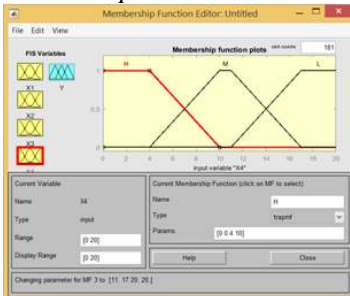 Membership Function Editor: Untitled
File Edit View
FIS Variables
Membership function plots
181
X1
Y
X2
X3
H
M
L
1
0.5
0
0 2 4 6 8 10 12 14 16 18 20
input variable "X4"
Current Variable
Name X4
Type input
Range [0 20]
Display Range [0 20]
Current Membership Function (click on MF to select)
Name H
Type trapmf
Params [0 0 4 10]
Help
Close
Changing parameter for MF 3 to [11 17 20 20.]